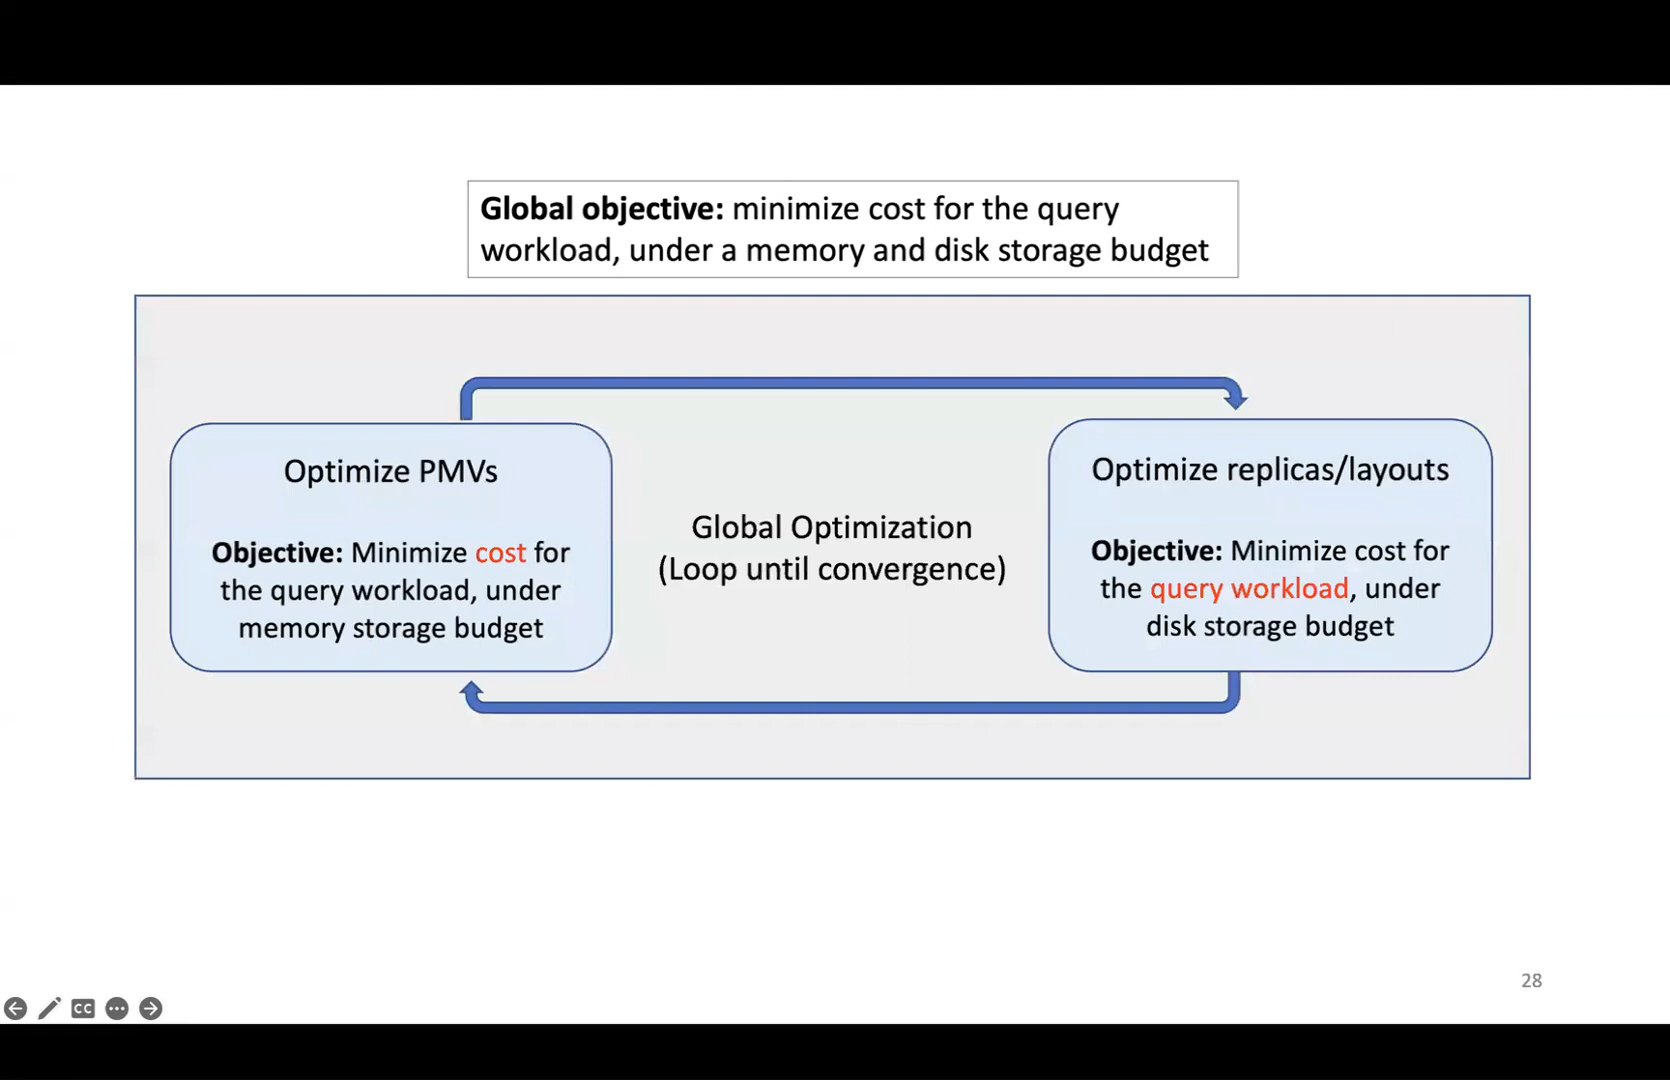 Global objective: minimize cost for the query
workload, under a memory and disk storage budget
Optimize PMVs
Objective: Minimize cost for
the query workload, under
memory storage budget
Global Optimization
(Loop until convergence)
Optimize replicas/layouts
Objective: Minimize cost for
the query workload, under
disk storage budget
28
CC